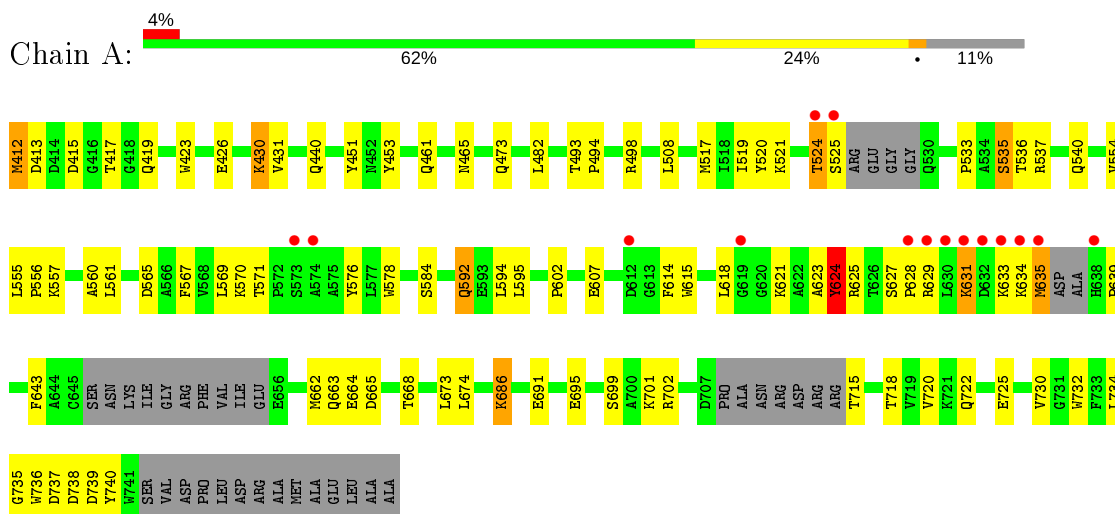 4%
Chain A:
62% 24% • 11%
M412 D413 D414 D415 G416 T417 G418 Q419 W423 E426 K430 V431 Q440 Y451 N452 Y453 Q461 N465 Q473 L482 T493 P494 R498 L508 M517 I518 I519 Y520 K521 T524 S525 ARG GLU GLY GLY Q530 P533 A534 S535 T536 R537 Q540 V554
L555 P556 K557 A560 L561 D565 A566 F567 V568 L569 K570 T571 P572 S573 A574 A575 Y576 L577 W578 S584 Q592 E593 L594 L595 P602 E607 D612 G613 F614 W615 L618 G619 G620 K621 A622 A623 Y624 R625 T626 S627 P628 R629 L630 K631 D632 K633 K634 M635 ASP ALA H638 P639
F643 A644 C645 SER ASN LYS ILE GLY ARG PHE VAL ILE GLU E656 M662 Q663 E664 D665 T668 L673 L674 K686 E691 E695 S699 A700 K701 R702 D707 PRO ALA ASN ARG ASP ARG ARG T715 T718 V719 V720 K721 Q722 E725 V730 G731 W732 F733 L734
G735 W736 D737 D738 D739 Y740 W741 SER VAL ASP PRO LEU ASP ARG ALA MET ALA GLU LEU ALA ALA